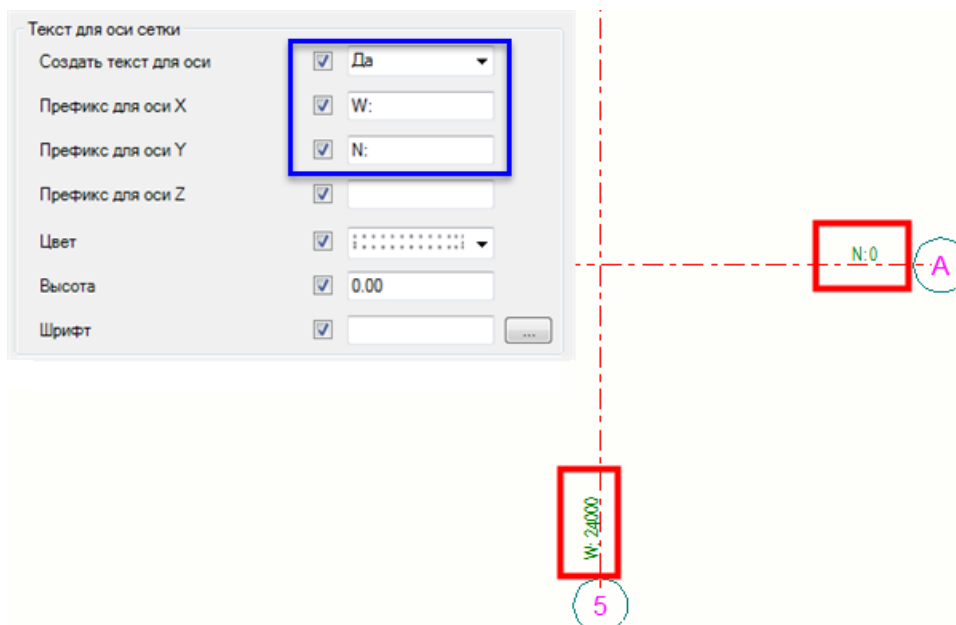 Текст для оси сетки
Создать текст для оси Да
Префикс для оси X W:
Префикс для оси Y N:
Префикс для оси Z
Цвет
Высота 0.00
Шрифт ...
N:0
A
W: 24000
5